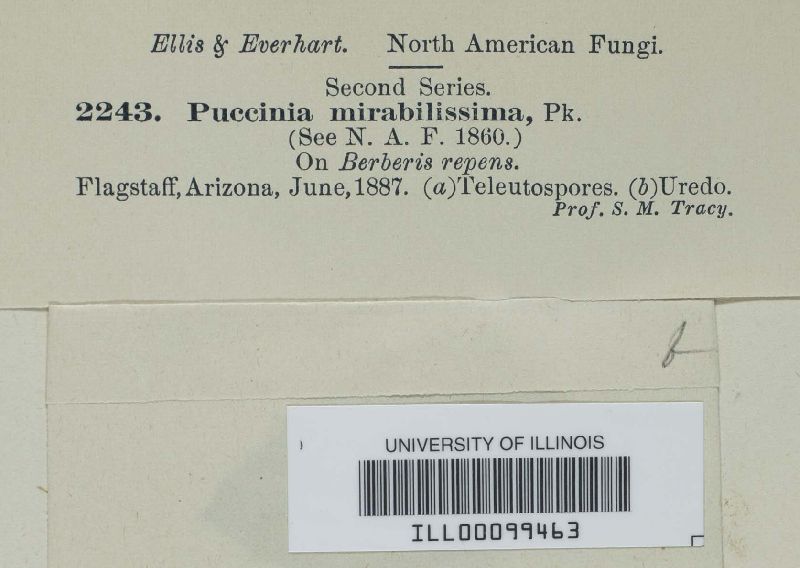 Ellis & Everhart. North American Fungi.
Second Series.
2243. Puccinia mirabilissima, Pk.
(See N. A. F. 1860.)
On Berberis repens.
Flagstaff, Arizona, June, 1887. (a)Teleutospores. (b)Uredo.
Prof. S. M. Tracy.
b
UNIVERSITY OF ILLINOIS
ILL00099463